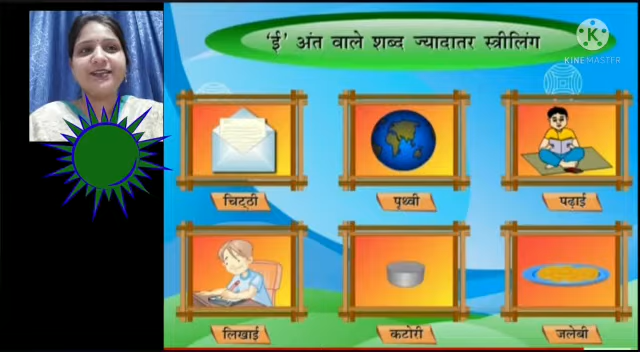 ‘ई’ अंत वाले शब्द ज्यादातर स्त्रीलिंग
KINEMASTER
चिट्ठी
पृथ्वी
पढ़ाई
लिखाई
कटोरी
जलेबी